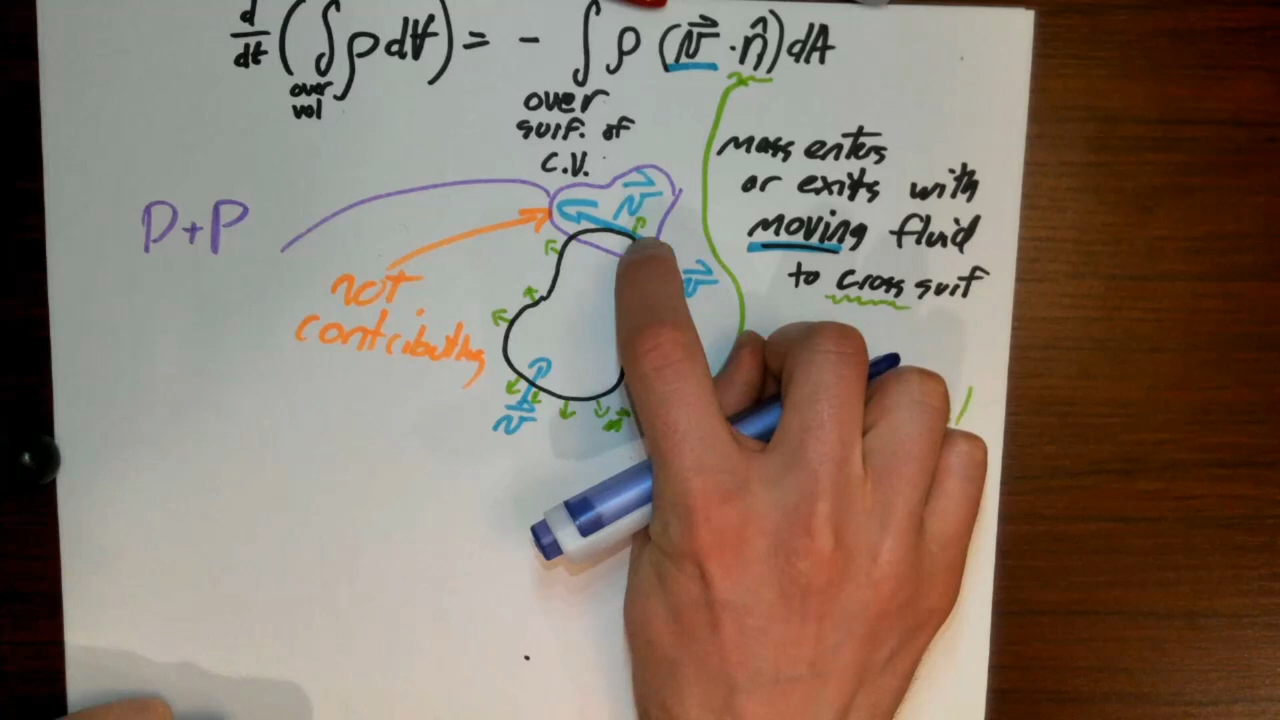 d/dt (∫ρdV) = - ∫ρ (v⃗·n̂)dA
over
vol
over
surf. of
C.V.
mass enters
or exits with
moving fluid
to cross surf
D+P
v⃗
v⃗
not
contributing
v⃗